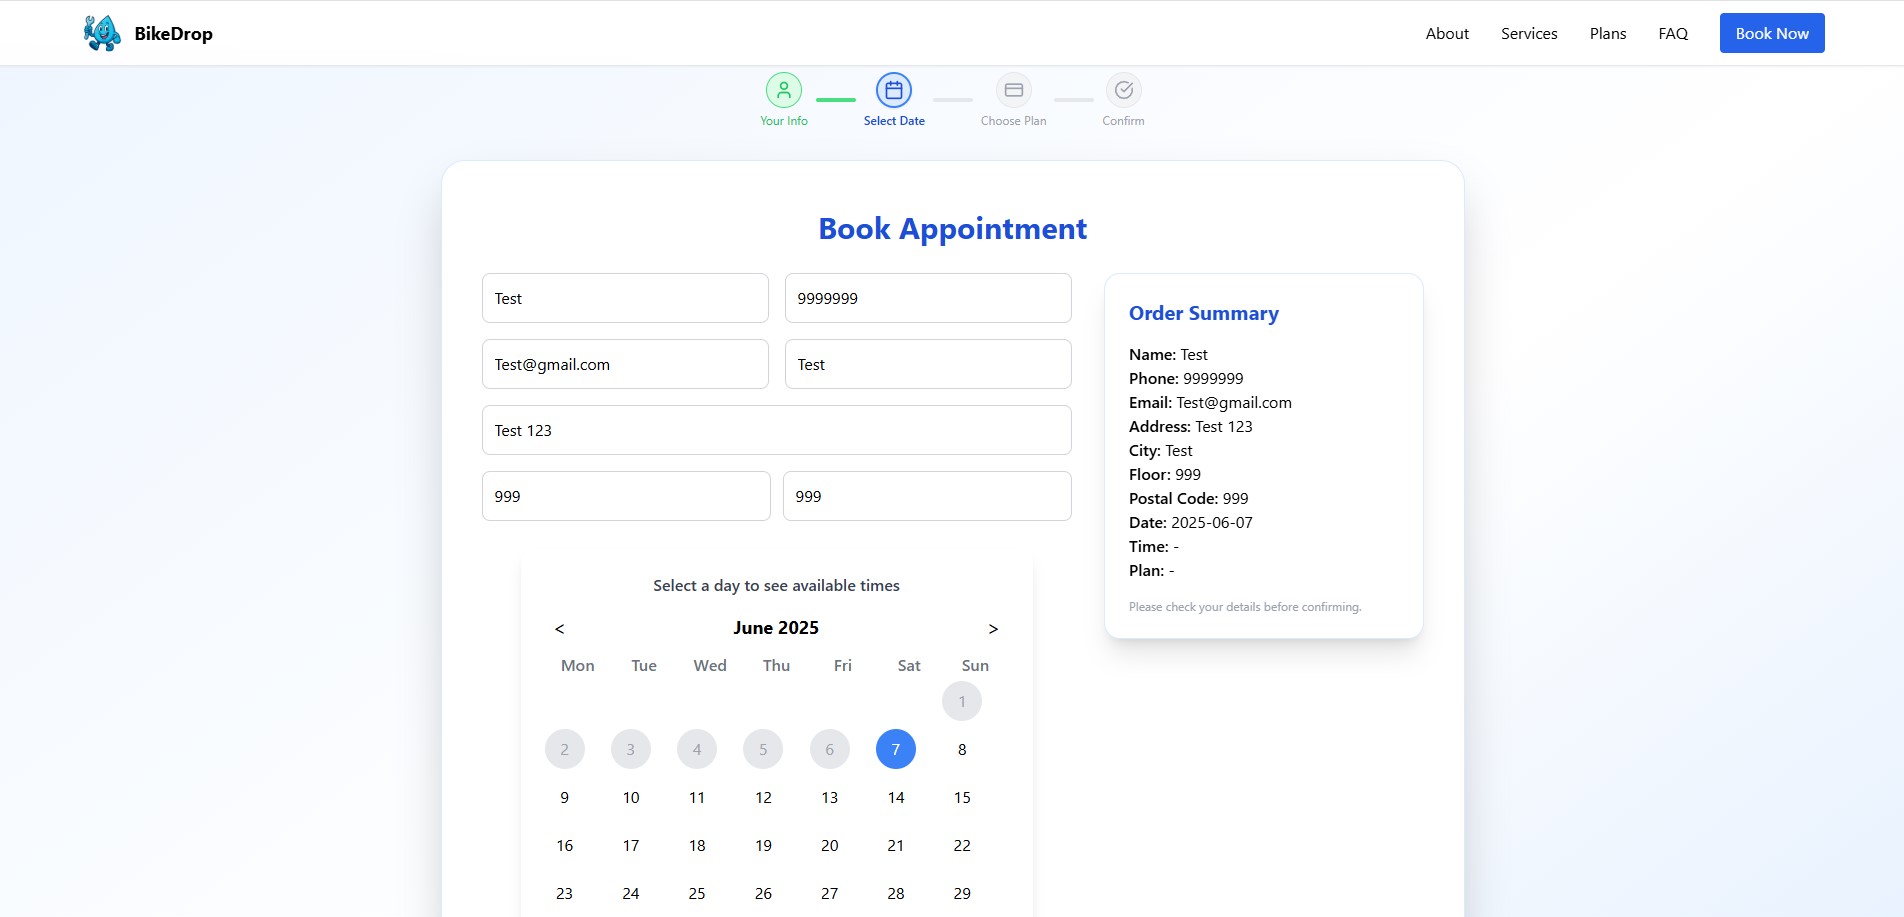 BikeDrop
About Services Plans FAQ Book Now
Your Info Select Date Choose Plan Confirm
Book Appointment
Test 9999999
Test@gmail.com Test
Test 123
999 999
Select a day to see available times
< June 2025 >
Mon Tue Wed Thu Fri Sat Sun
1
2 3 4 5 6 7 8
9 10 11 12 13 14 15
16 17 18 19 20 21 22
23 24 25 26 27 28 29
Order Summary
Name: Test
Phone: 9999999
Email: Test@gmail.com
Address: Test 123
City: Test
Floor: 999
Postal Code: 999
Date: 2025-06-07
Time: -
Plan: -
Please check your details before confirming.